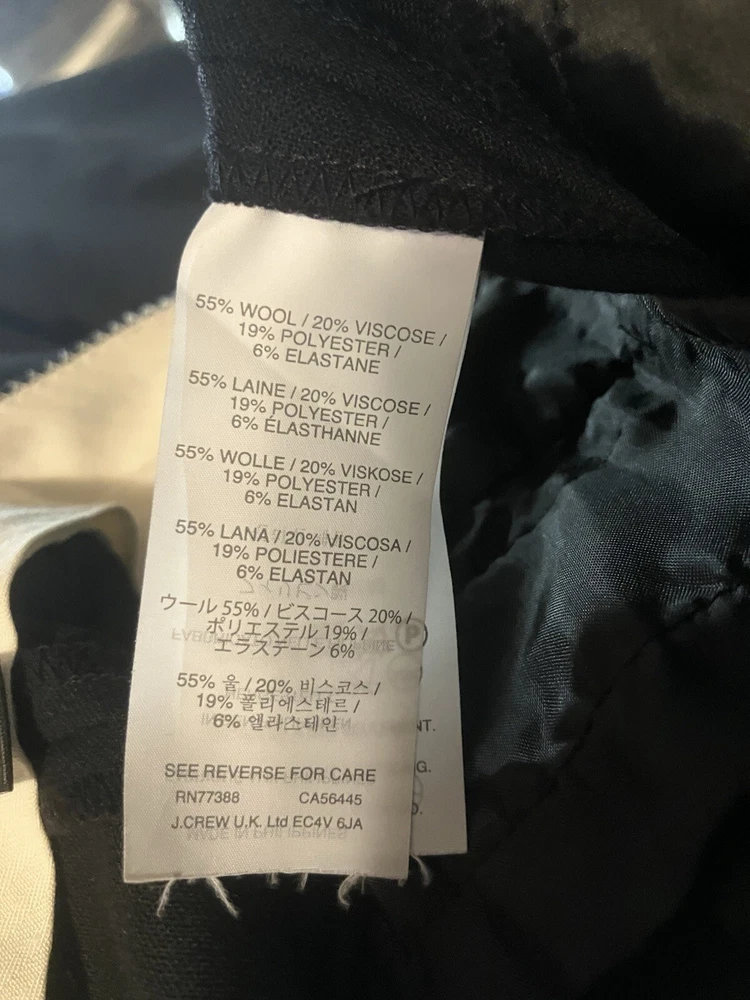 55% WOOL / 20% VISCOSE /
19% POLYESTER /
6% ELASTANE
55% LAINE / 20% VISCOSE /
19% POLYESTER /
6% ÉLASTHANNE
55% WOLLE / 20% VISKOSE /
19% POLYESTER /
6% ELASTAN
55% LANA / 20% VISCOSA /
19% POLIESTERE /
6% ELASTAN
ウール 55% / ビスコース 20% /
ポリエステル 19% /
エラステーン 6%
55% 울 / 20% 비스코스 /
19% 폴리에스테르 /
6% 엘라스테인
SEE REVERSE FOR CARE
RN77388 CA56445
J.CREW U.K. Ltd EC4V 6JA
P